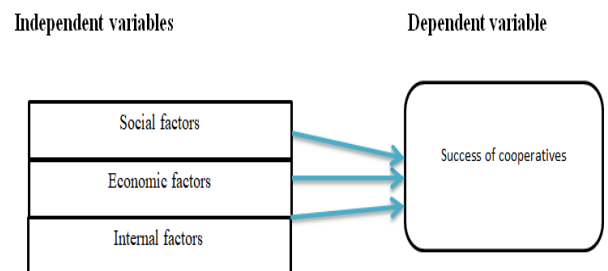 Independent variables
Dependent variable
Social factors
Economic factors
Internal factors
Success of cooperatives